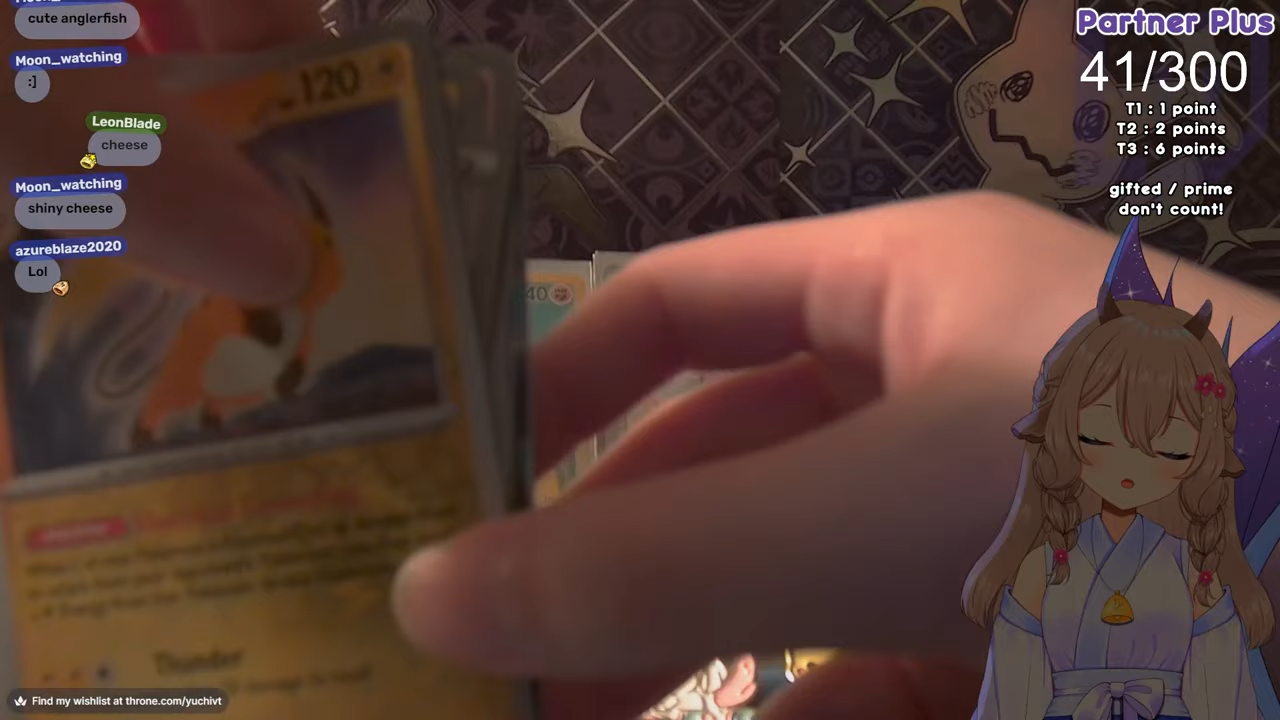 cute anglerfish
Moon_watching
:]
LeonBlade
cheese
Moon_watching
shiny cheese
azureblaze2020
Lol
120
40
Thunder
Partner Plus
41/300
T1 : 1 point
T2 : 2 points
T3 : 6 points
gifted / prime
don't count!
Find my wishlist at throne.com/yuchivt